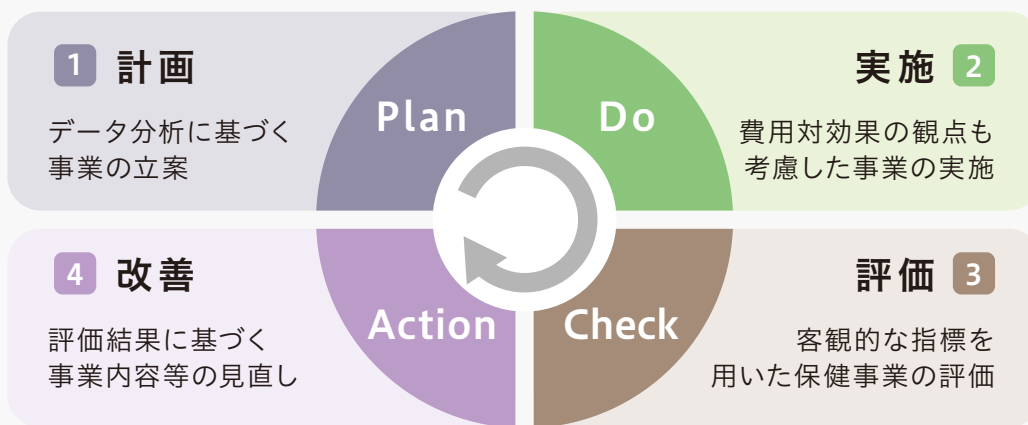 1 計画
データ分析に基づく
事業の立案
Plan
Do
実施 2
費用対効果の観点も
考慮した事業の実施
4 改善
評価結果に基づく
事業内容等の見直し
Action
Check
評価 3
客観的な指標を
用いた保健事業の評価